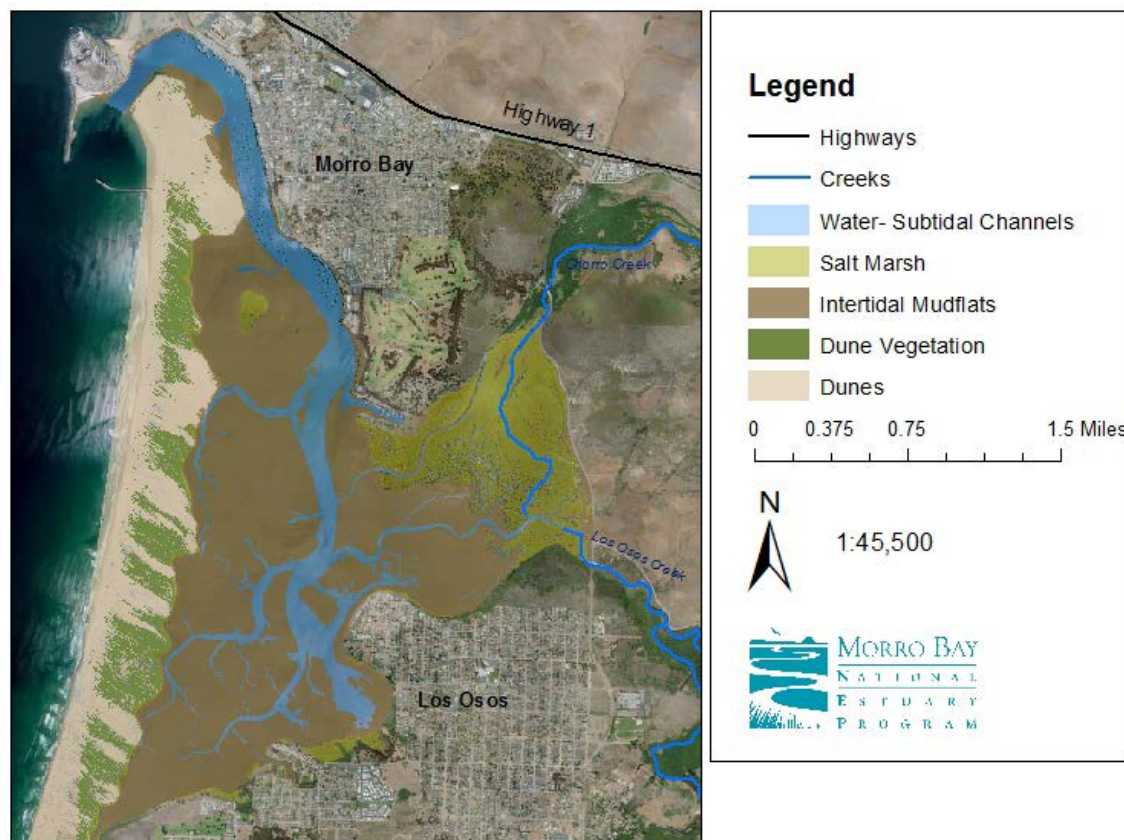 Highway 1
Morro Bay
Chorro Creek
Los Osos Creek
Los Osos
Legend
Highways
Creeks
Water- Subtidal Channels
Salt Marsh
Intertidal Mudflats
Dune Vegetation
Dunes
0 0.375 0.75 1.5 Miles
N
1:45,500
MORRO BAY
NATIONAL
ESTUARY
PROGRAM